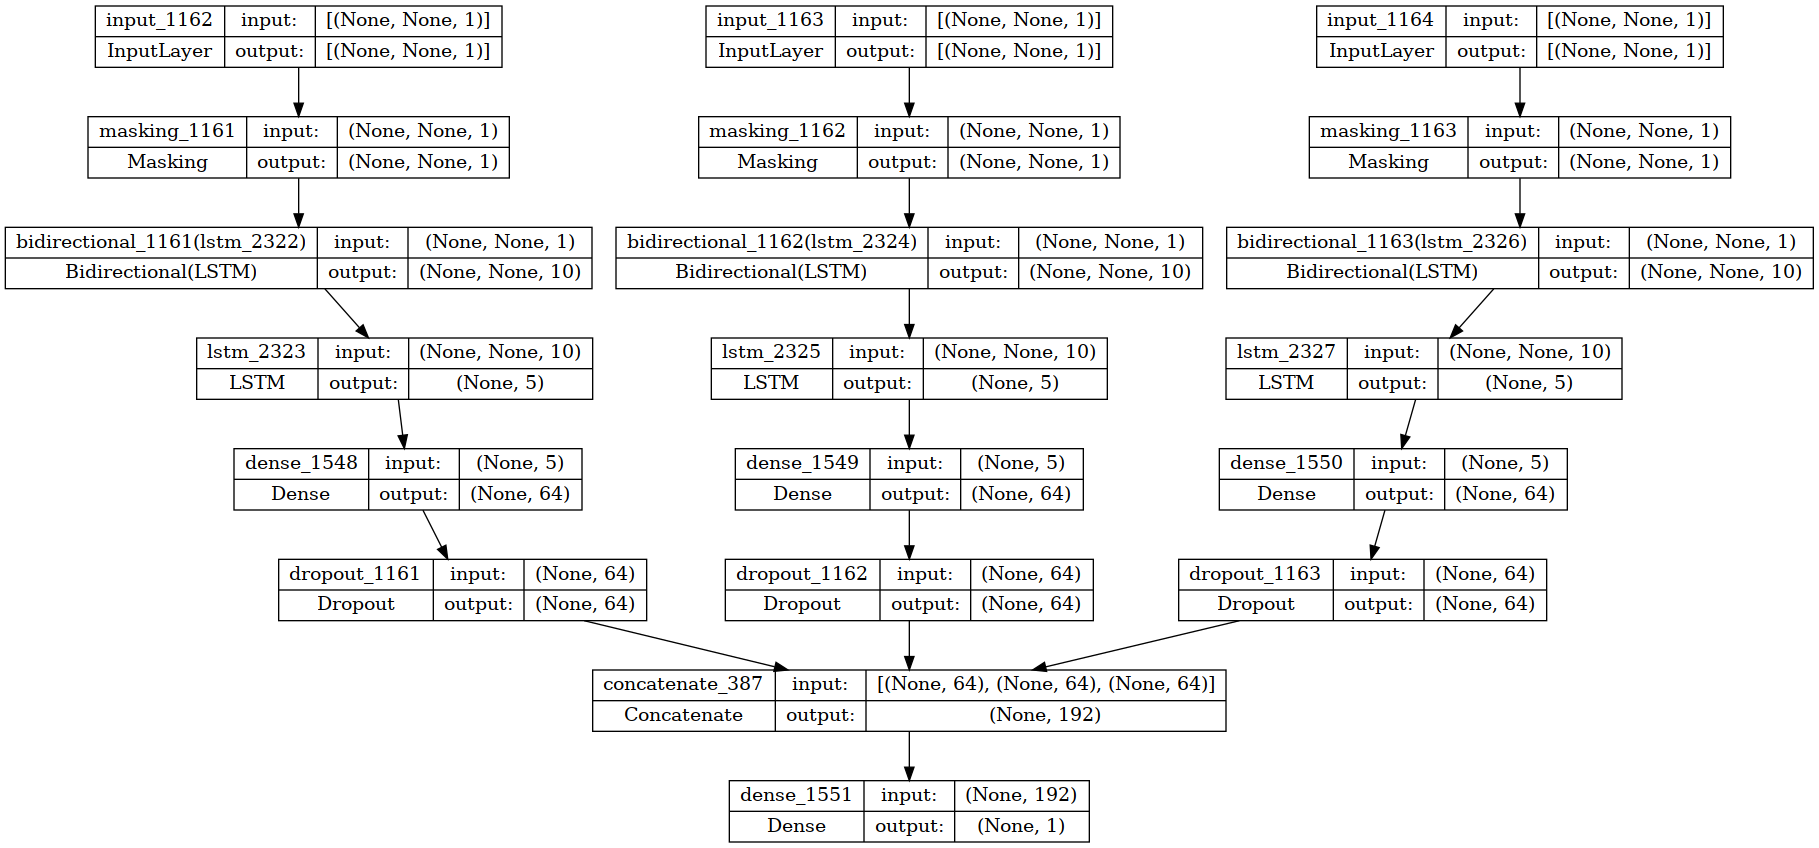 input_1162 input: [(None, None, 1)] input_1163 input: [(None, None, 1)] input_1164 input: [(None, None, 1)]
InputLayer output: [(None, None, 1)] InputLayer output: [(None, None, 1)] InputLayer output: [(None, None, 1)]
masking_1161 input: (None, None, 1) masking_1162 input: (None, None, 1) masking_1163 input: (None, None, 1)
Masking output: (None, None, 1) Masking output: (None, None, 1) Masking output: (None, None, 1)
bidirectional_1161(lstm_2322) input: (None, None, 1) bidirectional_1162(lstm_2324) input: (None, None, 1) bidirectional_1163(lstm_2326) input: (None, None, 1)
Bidirectional(LSTM) output: (None, None, 10) Bidirectional(LSTM) output: (None, None, 10) Bidirectional(LSTM) output: (None, None, 10)
lstm_2323 input: (None, None, 10) lstm_2325 input: (None, None, 10) lstm_2327 input: (None, None, 10)
LSTM output: (None, 5) LSTM output: (None, 5) LSTM output: (None, 5)
dense_1548 input: (None, 5) dense_1549 input: (None, 5) dense_1550 input: (None, 5)
Dense output: (None, 64) Dense output: (None, 64) Dense output: (None, 64)
dropout_1161 input: (None, 64) dropout_1162 input: (None, 64) dropout_1163 input: (None, 64)
Dropout output: (None, 64) Dropout output: (None, 64) Dropout output: (None, 64)
concatenate_387 input: [(None, 64), (None, 64), (None, 64)]
Concatenate output: (None, 192)
dense_1551 input: (None, 192)
Dense output: (None, 1)